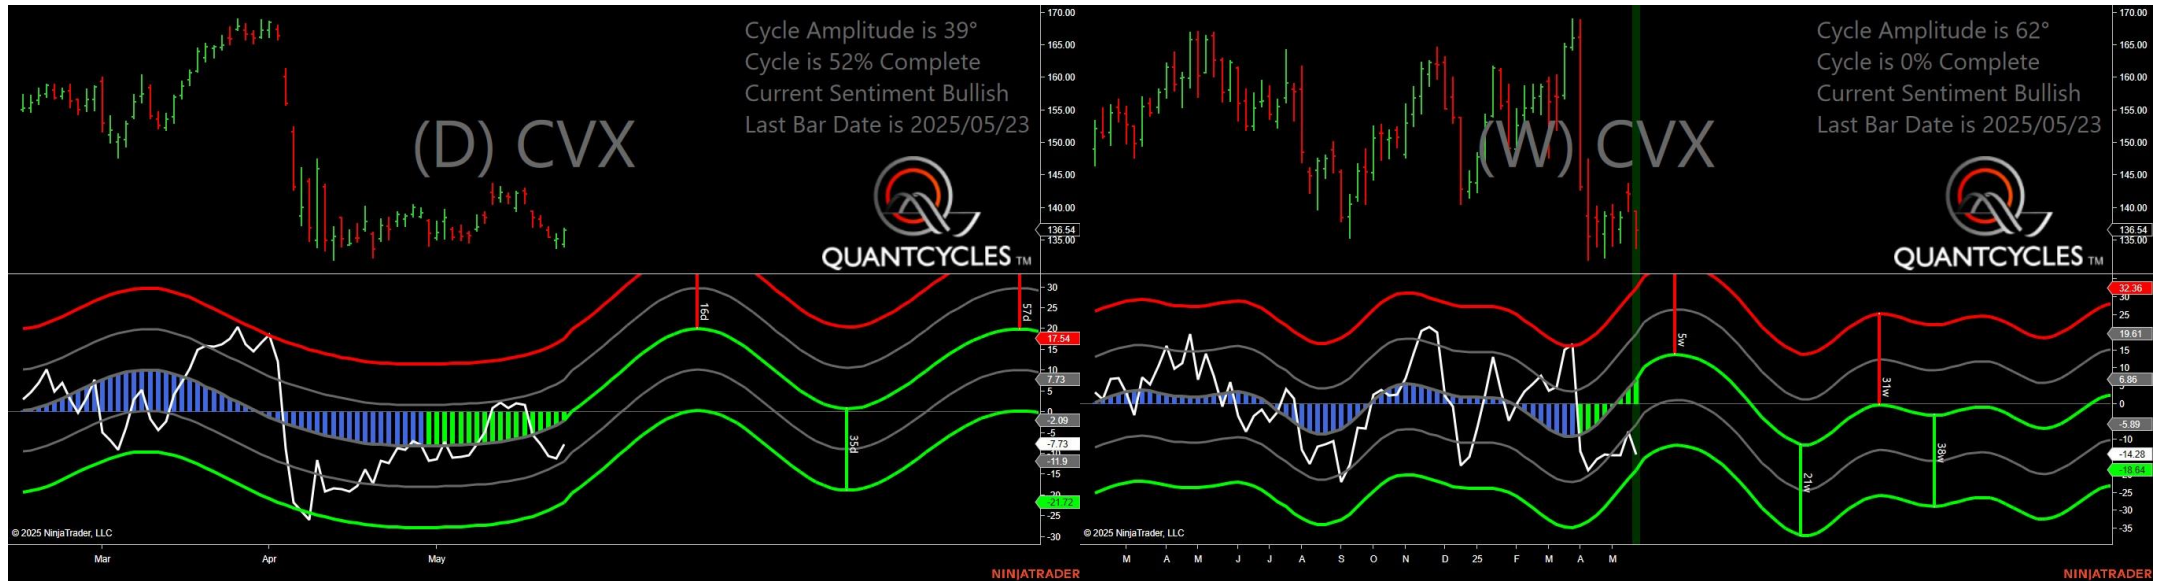 Cycle Amplitude is 39°
Cycle is 52% Complete
Current Sentiment Bullish
Last Bar Date is 2025/05/23
(D) CVX
QUANTCYCLES TM
170.00
165.00
160.00
155.00
150.00
145.00
140.00
136.54
135.00
16d
35d
57d
30
25
20
17.54
15
10
7.73
5
0
-2.09
-5
-7.73
-11.9
-15
-21.72
-25
-30
© 2025 NinjaTrader, LLC
Mar
Apr
May
NINJATRADER
Cycle Amplitude is 62°
Cycle is 0% Complete
Current Sentiment Bullish
Last Bar Date is 2025/05/23
(W) CVX
QUANTCYCLES TM
170.00
165.00
160.00
155.00
150.00
145.00
140.00
136.54
135.00
5w
21w
31w
38w
32.36
30
25
19.61
15
10
6.86
0
-5.89
-10
-14.28
-18.64
-25
-30
-35
© 2025 NinjaTrader, LLC
M A M J J A S O N D 25 F M A M
NINJATRADER